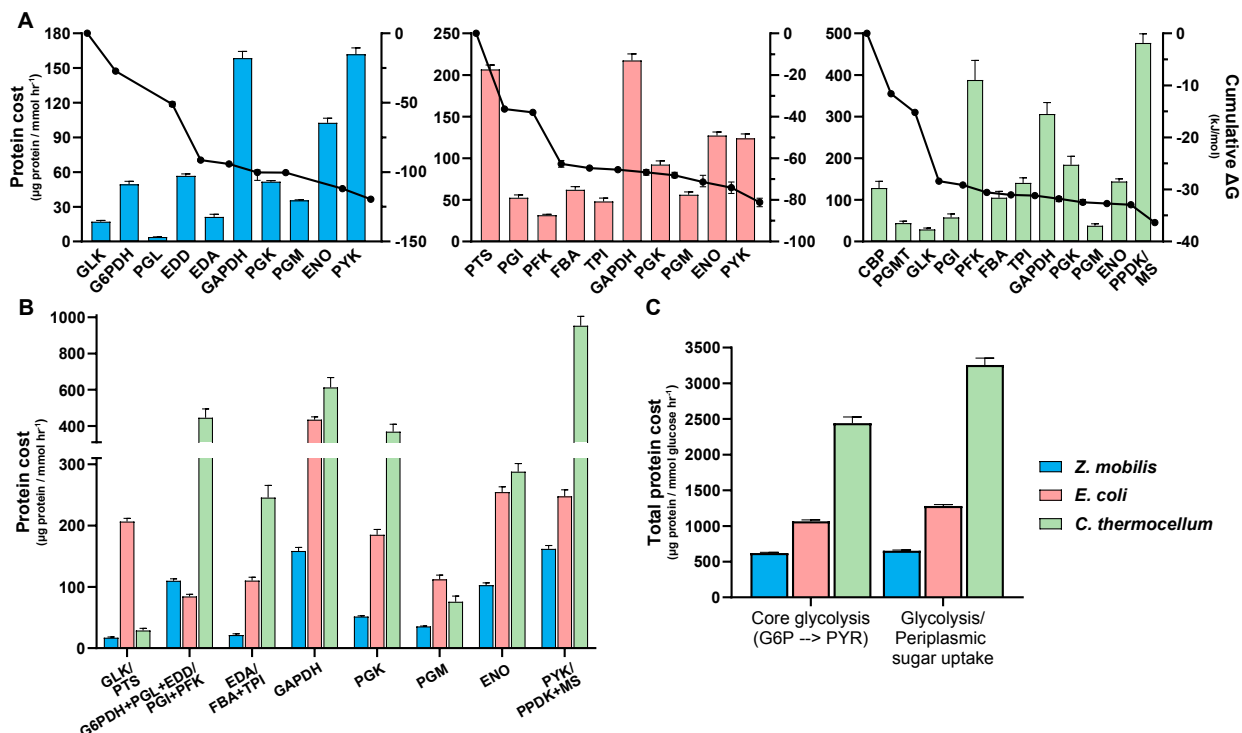 A
Protein cost
(µg protein / mmol hr⁻¹)
180
150
120
90
60
30
0
0
-50
-100
-150
GLK
G6PDH
PGL
EDD
EDA
GAPDH
PGK
PGM
ENO
PYK
250
200
150
100
50
0
0
-20
-40
-60
-80
-100
PTS
PGI
PFK
FBA
TPI
GAPDH
PGK
PGM
ENO
PYK
500
400
300
200
100
0
0
-10
-20
-30
-40
Cumulative ΔG
(kJ/mol)
CBP
PGMT
GLK
PGI
PFK
FBA
TPI
GAPDH
PGK
PGM
ENO
PPDK/
MS
B
Protein cost
(µg protein / mmol hr⁻¹)
1000
800
600
400
300
200
100
0
GLK/
PTS
G6PDH+PGL+EDD/
PGI+PFK
EDA/
FBA+TPI
GAPDH
PGK
PGM
ENO
PYK/
PPDK+MS
C
Total protein cost
(µg protein / mmol glucose hr⁻¹)
3500
3000
2500
2000
1500
1000
500
0
Core glycolysis
(G6P --> PYR)
Glycolysis/
Periplasmic
sugar uptake
Z. mobilis
E. coli
C. thermocellum